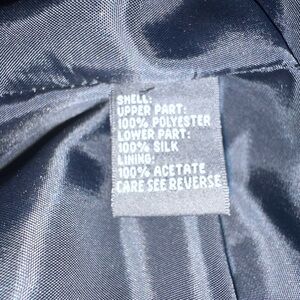 SHELL:
UPPER PART:
100% POLYESTER
LOWER PART:
100% SILK
LINING:
100% ACETATE
CARE SEE REVERSE